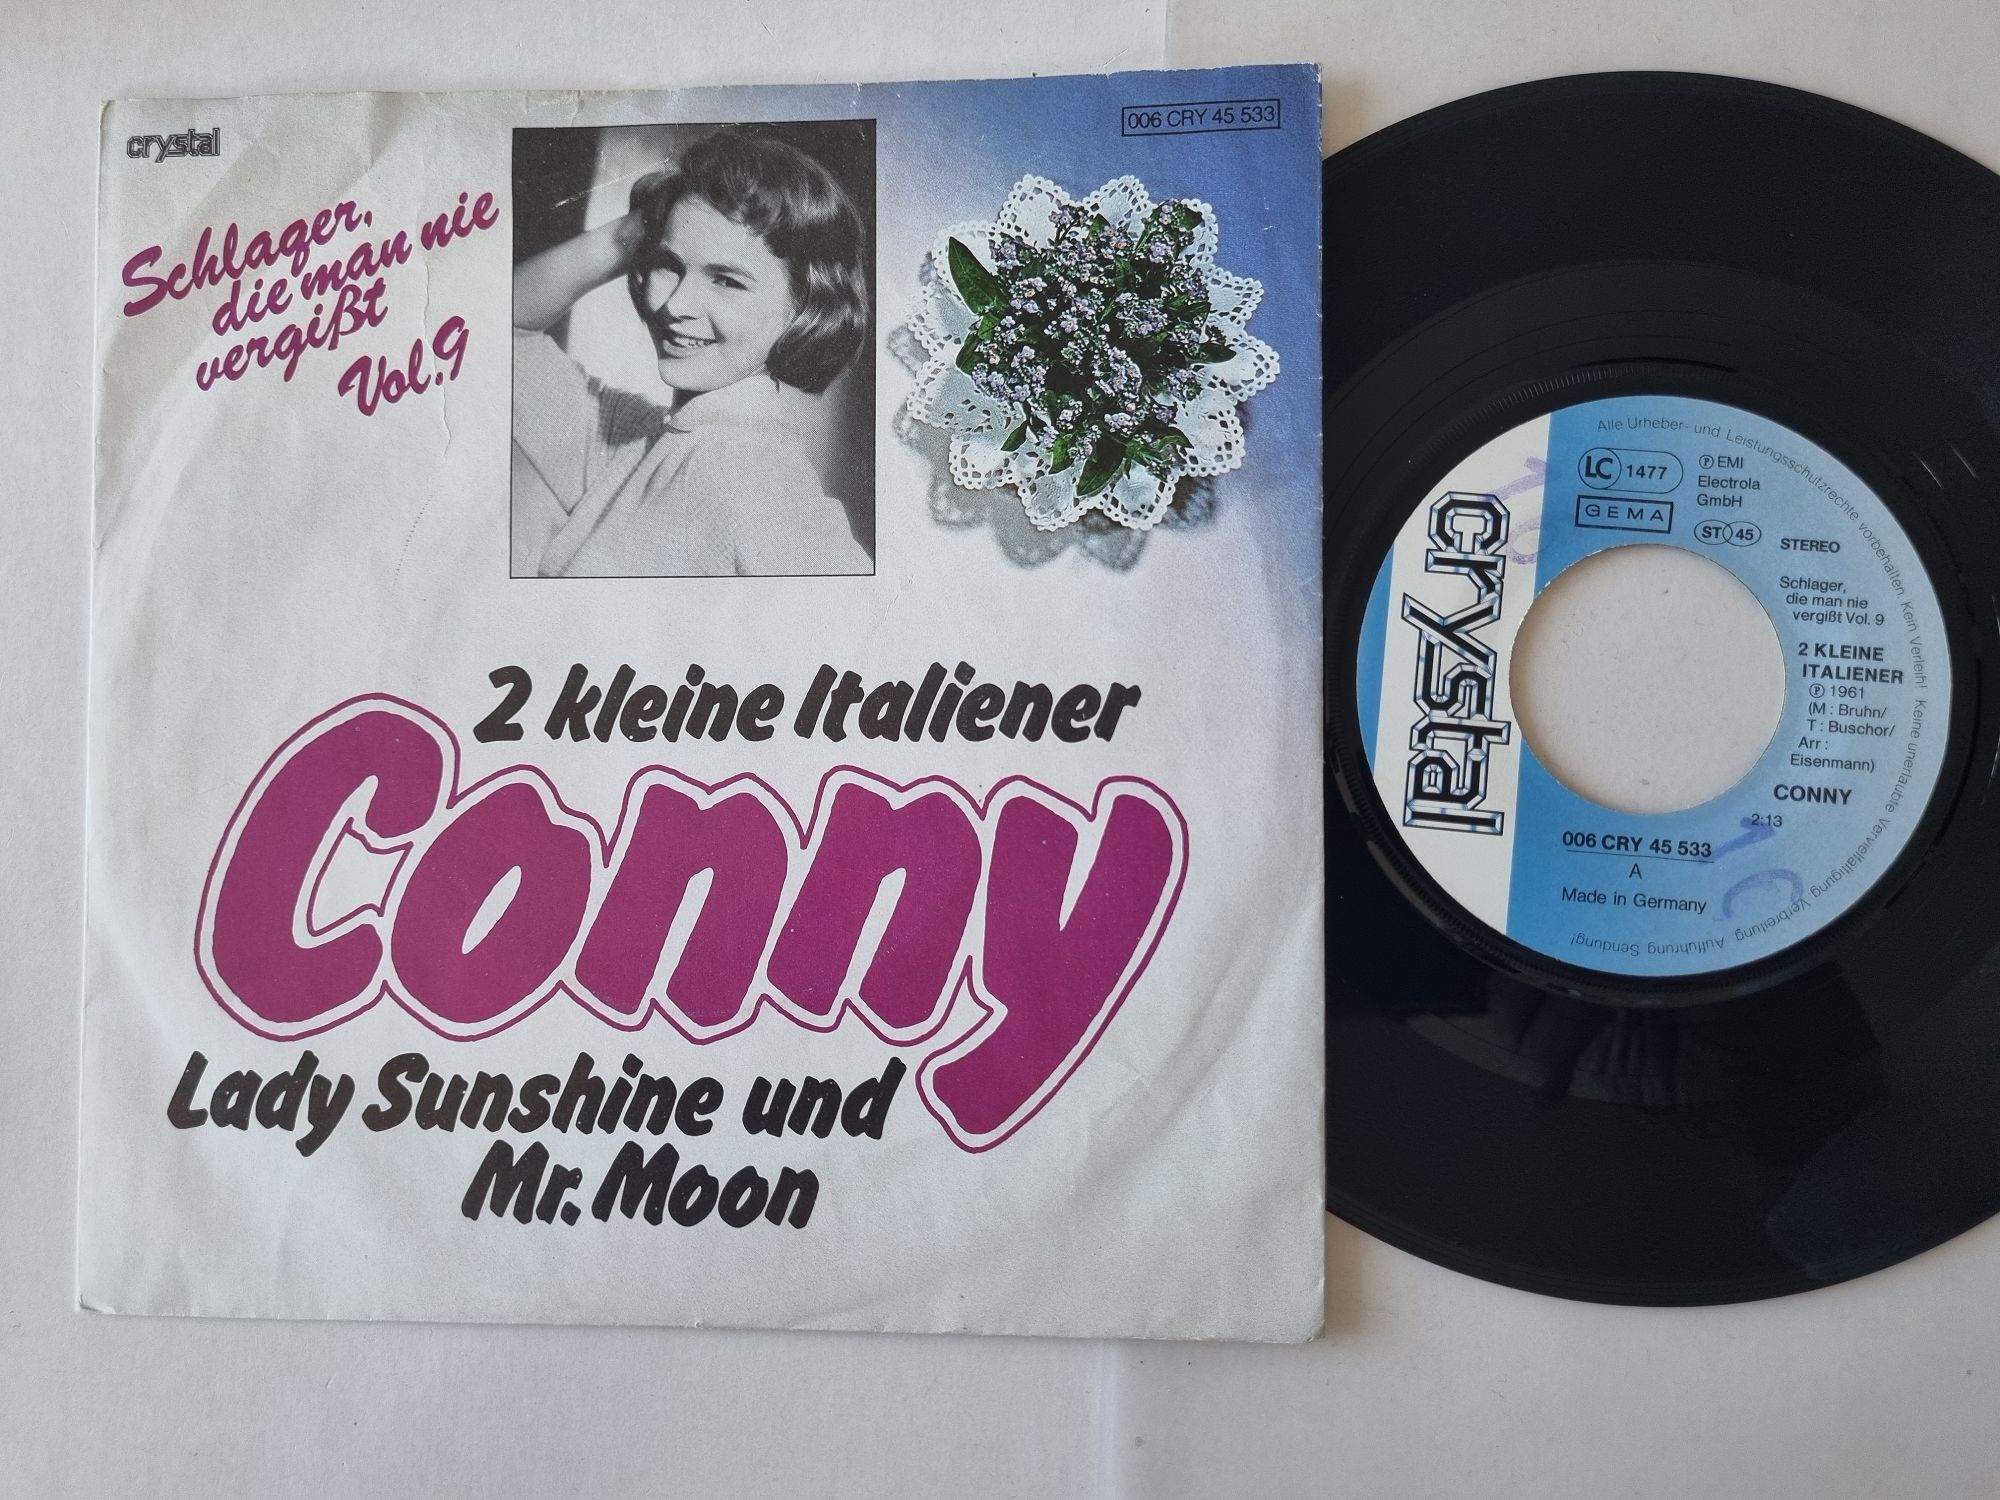 crystal
006 CRY 45 533
Schlager,
die man nie
vergißt
Vol.9
2 kleine Italiener
Conny
Lady Sunshine und
Mr. Moon
crystal
Alle Urheber- und Leistungsschutzrechte vorbehalten. Kein Verleih! Keine unerlaubte Vervielfältigung, Verbreitung, Aufführung, Sendung!
LC 1477
GEMA
℗ EMI
Electrola
GmbH
ST 45
STEREO
Schlager,
die man nie
vergißt Vol. 9
2 KLEINE
ITALIENER
℗ 1961
(M : Bruhn/
T : Buschor/
Arr :
Eisenmann)
CONNY
2:13
006 CRY 45 533
A
Made in Germany